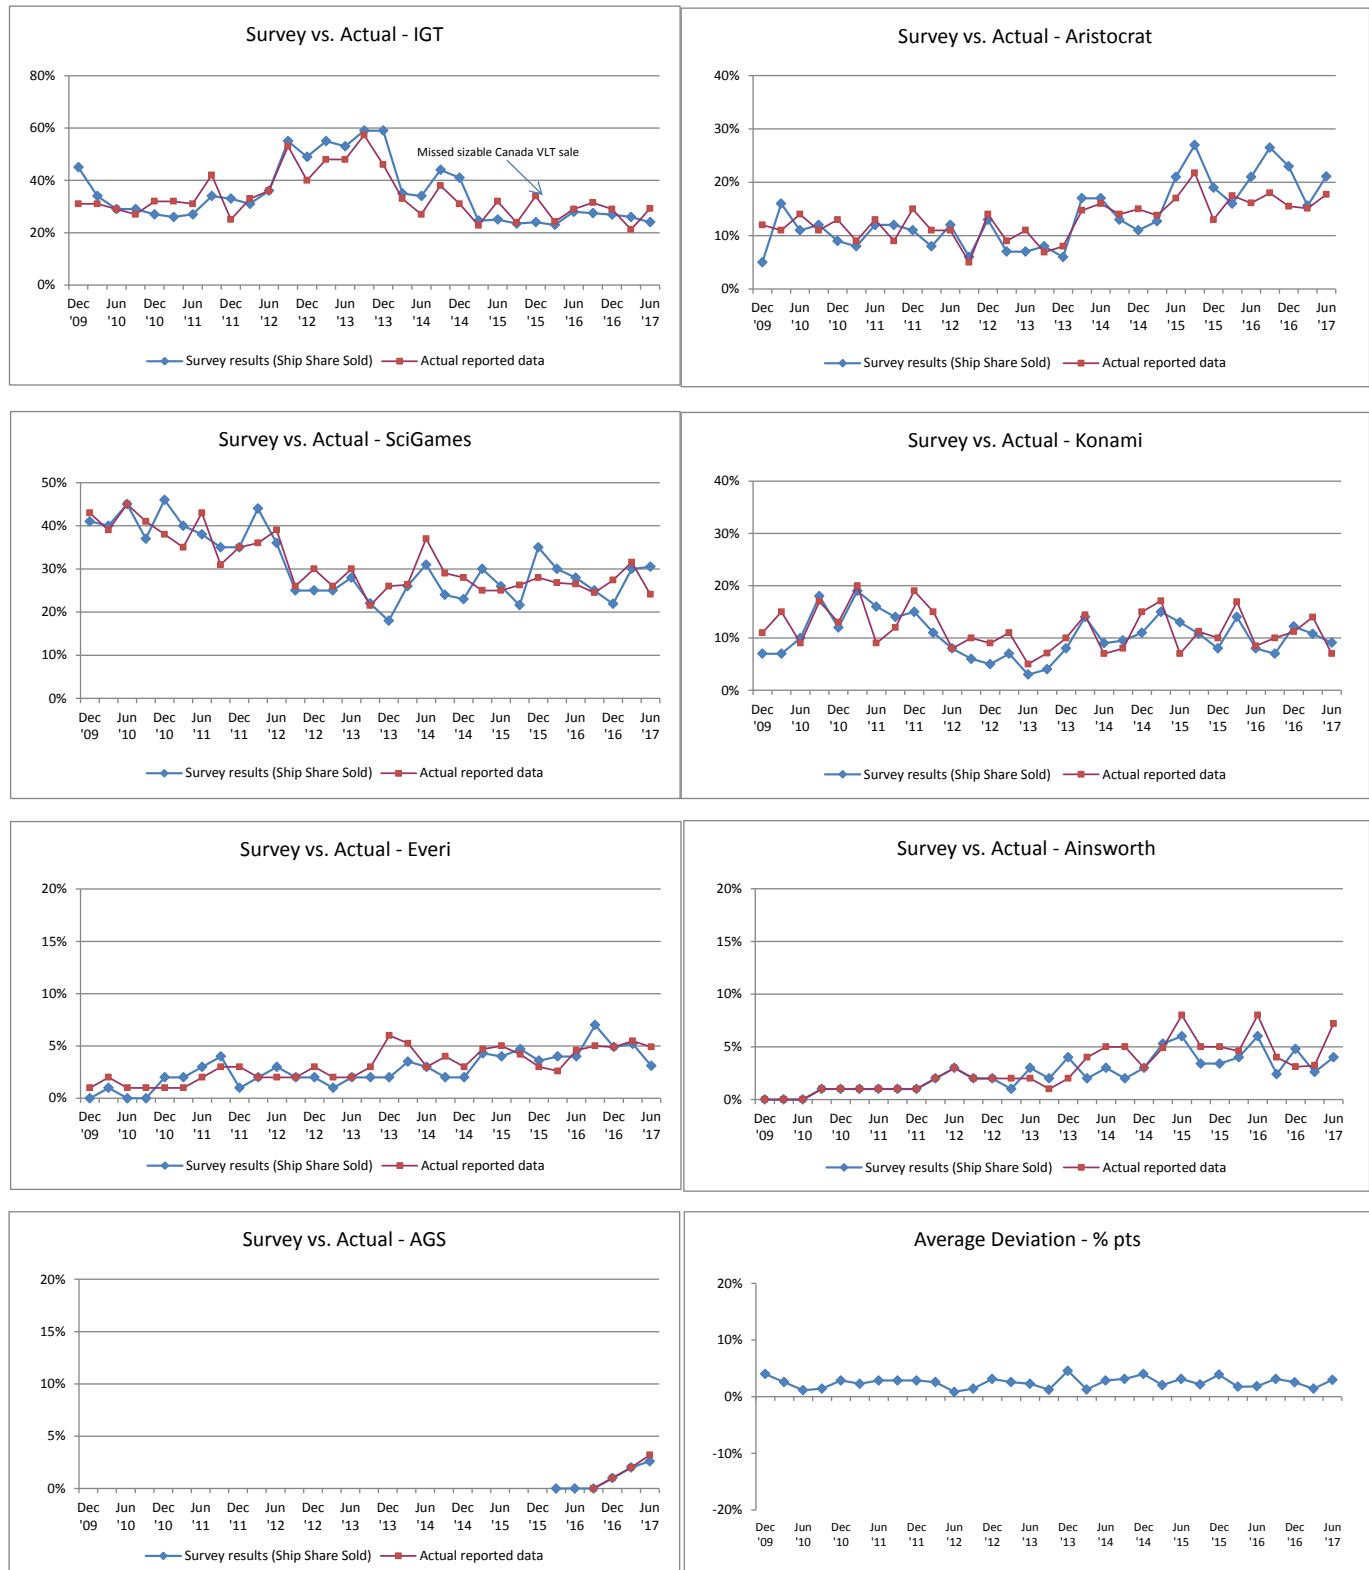 Survey vs. Actual - IGT
80%
60%
Missed sizable Canada VLT sale
40%
20%
0%
Dec Jun Dec Jun Dec Jun Dec Jun Dec Jun Dec Jun Dec Jun Dec Jun
'09 '10 '10 '11 '11 '12 '12 '13 '13 '14 '14 '15 '15 '16 '16 '17
Survey results (Ship Share Sold) Actual reported data
Survey vs. Actual - Aristocrat
40%
30%
20%
10%
0%
Dec Jun Dec Jun Dec Jun Dec Jun Dec Jun Dec Jun Dec Jun Dec Jun
'09 '10 '10 '11 '11 '12 '12 '13 '13 '14 '14 '15 '15 '16 '16 '17
Survey results (Ship Share Sold) Actual reported data
Survey vs. Actual - SciGames
50%
40%
30%
20%
10%
0%
Dec Jun Dec Jun Dec Jun Dec Jun Dec Jun Dec Jun Dec Jun Dec Jun
'09 '10 '10 '11 '11 '12 '12 '13 '13 '14 '14 '15 '15 '16 '16 '17
Survey results (Ship Share Sold) Actual reported data
Survey vs. Actual - Konami
40%
30%
20%
10%
0%
Dec Jun Dec Jun Dec Jun Dec Jun Dec Jun Dec Jun Dec Jun Dec Jun
'09 '10 '10 '11 '11 '12 '12 '13 '13 '14 '14 '15 '15 '16 '16 '17
Survey results (Ship Share Sold) Actual reported data
Survey vs. Actual - Everi
20%
15%
10%
5%
0%
Dec Jun Dec Jun Dec Jun Dec Jun Dec Jun Dec Jun Dec Jun Dec Jun
'09 '10 '10 '11 '11 '12 '12 '13 '13 '14 '14 '15 '15 '16 '16 '17
Survey results (Ship Share Sold) Actual reported data
Survey vs. Actual - Ainsworth
20%
15%
10%
5%
0%
Dec Jun Dec Jun Dec Jun Dec Jun Dec Jun Dec Jun Dec Jun Dec Jun
'09 '10 '10 '11 '11 '12 '12 '13 '13 '14 '14 '15 '15 '16 '16 '17
Survey results (Ship Share Sold) Actual reported data
Survey vs. Actual - AGS
20%
15%
10%
5%
0%
Dec Jun Dec Jun Dec Jun Dec Jun Dec Jun Dec Jun Dec Jun Dec Jun
'09 '10 '10 '11 '11 '12 '12 '13 '13 '14 '14 '15 '15 '16 '16 '17
Survey results (Ship Share Sold) Actual reported data
Average Deviation - % pts
20%
10%
0%
-10%
-20%
Dec Jun Dec Jun Dec Jun Dec Jun Dec Jun Dec Jun Dec Jun Dec Jun
'09 '10 '10 '11 '11 '12 '12 '13 '13 '14 '14 '15 '15 '16 '16 '17